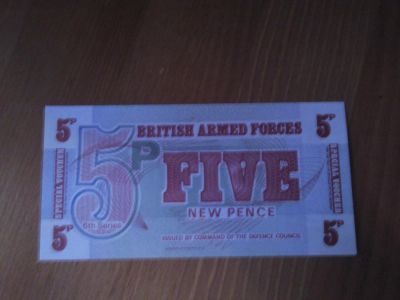 5P
BRITISH ARMED FORCES
5P
SPECIAL VOUCHER
5P
FIVE
NEW PENCE
6th Series
ISSUED BY COMMAND OF THE DEFENCE COUNCIL
SPECIAL VOUCHER
5P
5P